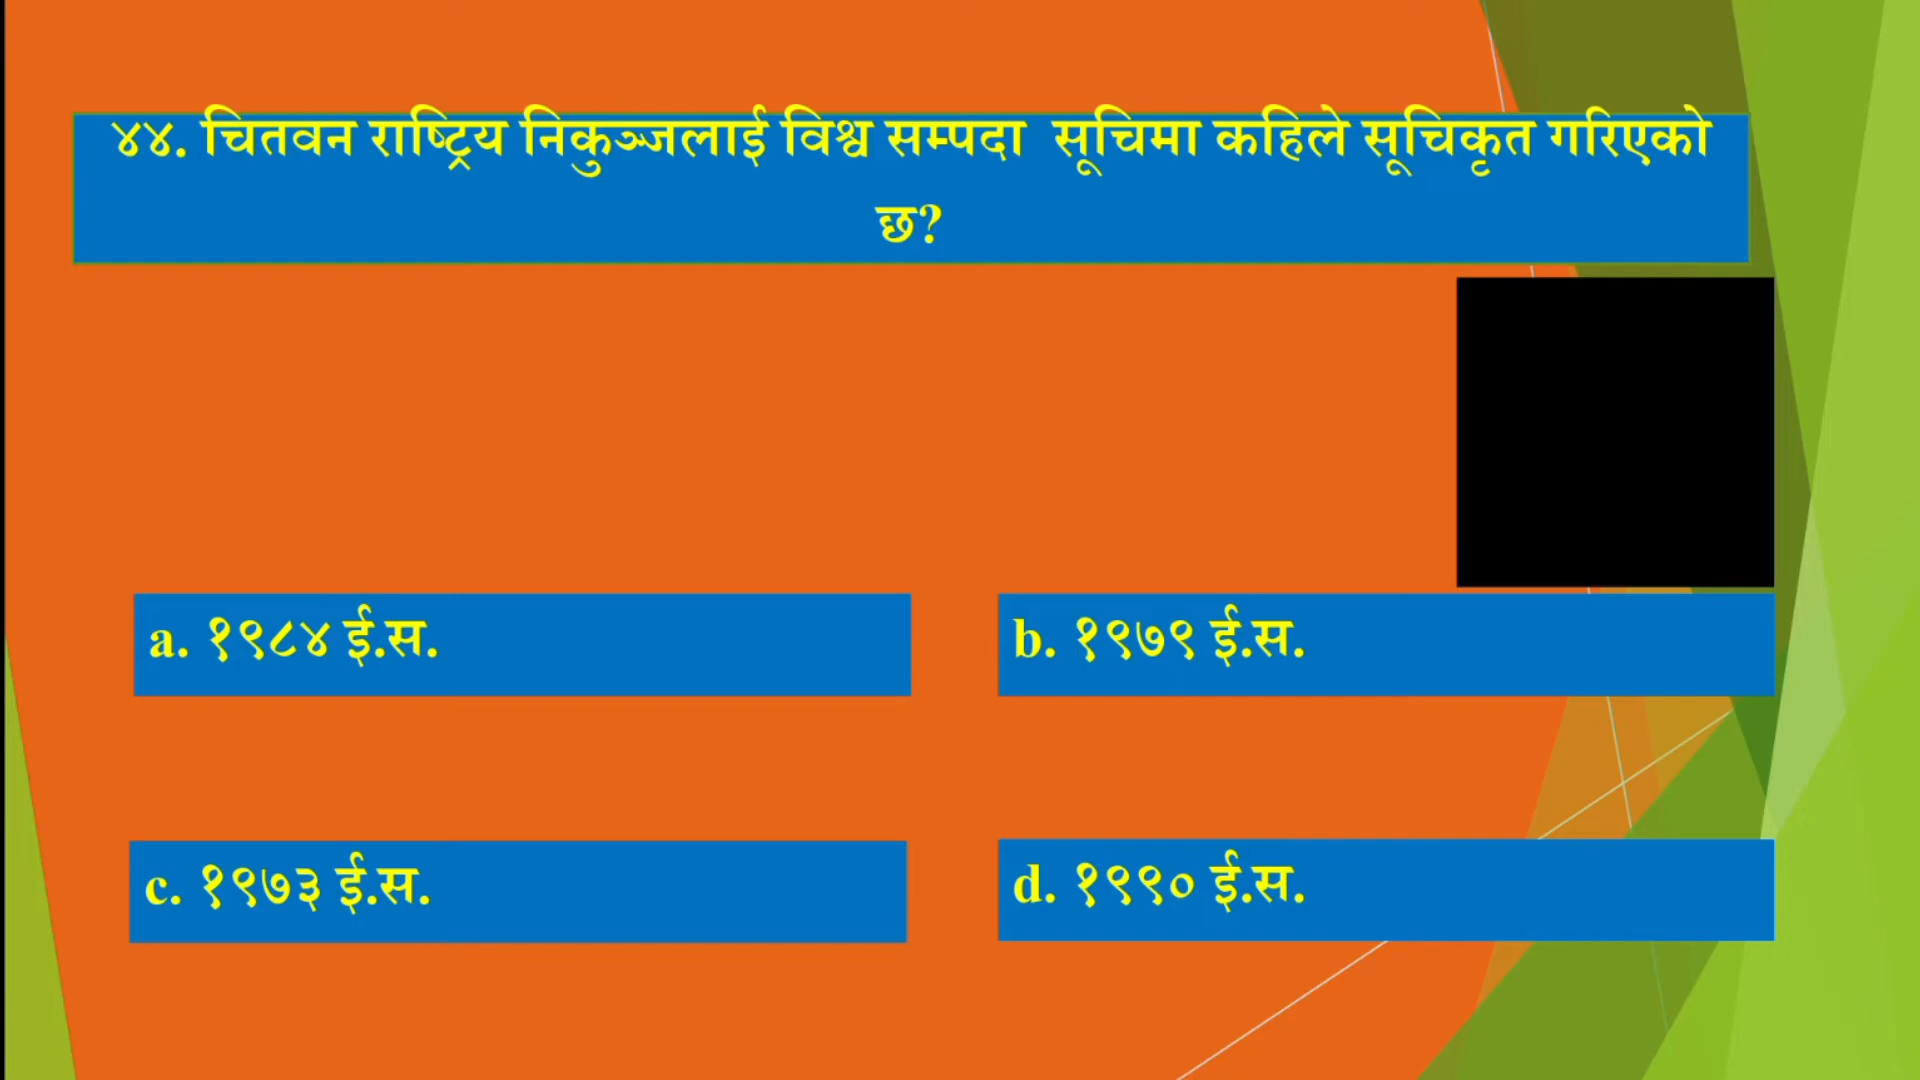 ४४. चितवन राष्ट्रिय निकुञ्जलाई विश्व सम्पदा सूचिमा कहिले सूचिकृत गरिएको
छ?
a. १९८४ ई.स.
b. १९७९ ई.स.
c. १९७३ ई.स.
d. १९९० ई.स.